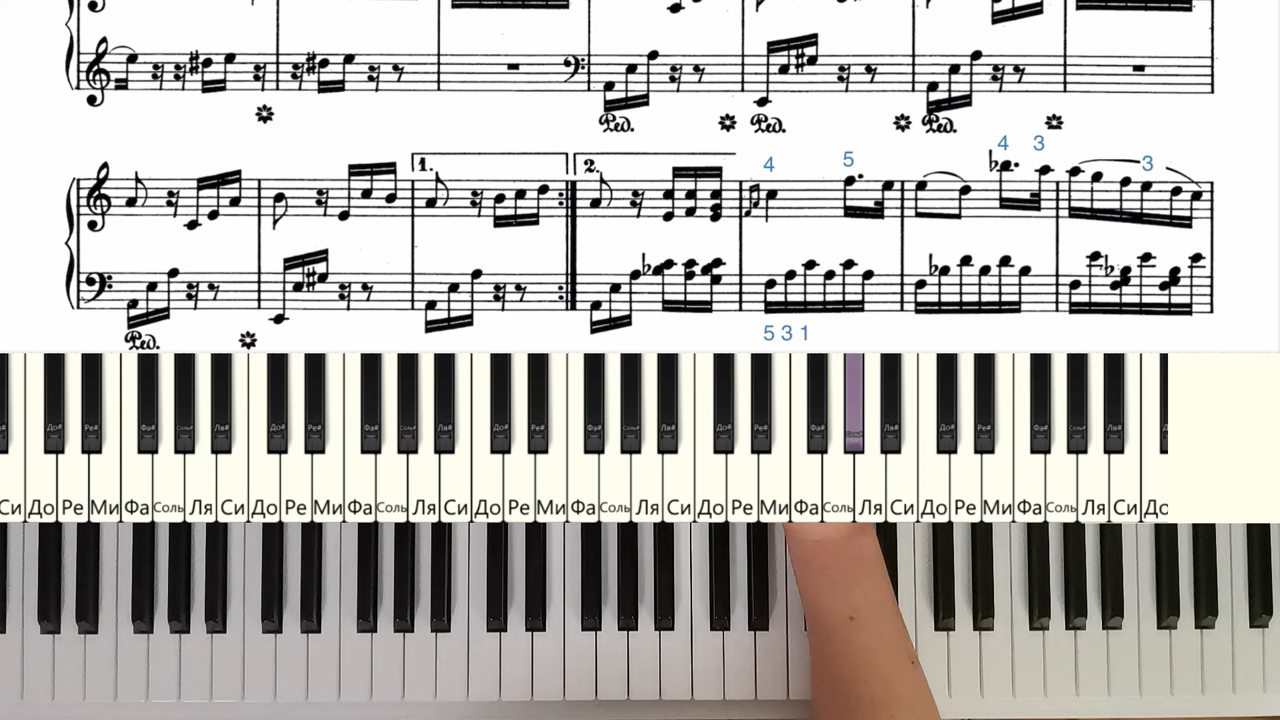 Ped. Ped. Ped.
4 3
1. 2. 4 5 3
5 3 1
Ped.
До# Ре# Фа# Соль# Ля# До# Ре# Фа# Соль# Ля# До# Ре# Фа# Соль# Ля# До# Ре# Фа# Ля# До# Ре# Фа# Соль# Ля#
Си До Ре Ми Фа Соль Ля Си До Ре Ми Фа Соль Ля Си До Ре Ми Фа Соль Ля Си До Ре Ми Фа Соль Ля Си До Ре Ми Фа Соль Ля Си До